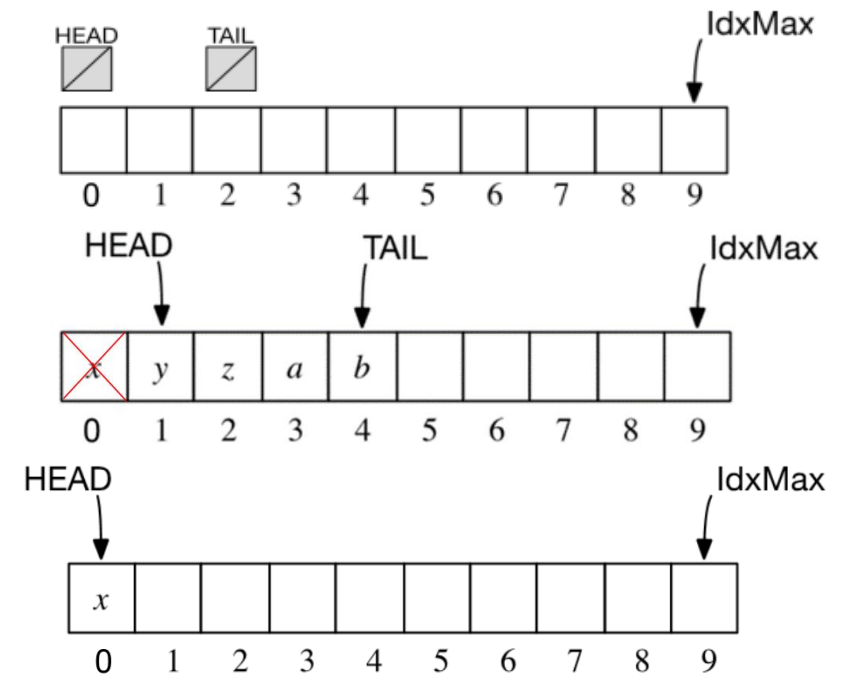 IdxMax
HEAD TAIL
0 1 2 3 4 5 6 7 8 9
HEAD TAIL IdxMax
x y z a b
0 1 2 3 4 5 6 7 8 9
HEAD IdxMax
x
0 1 2 3 4 5 6 7 8 9